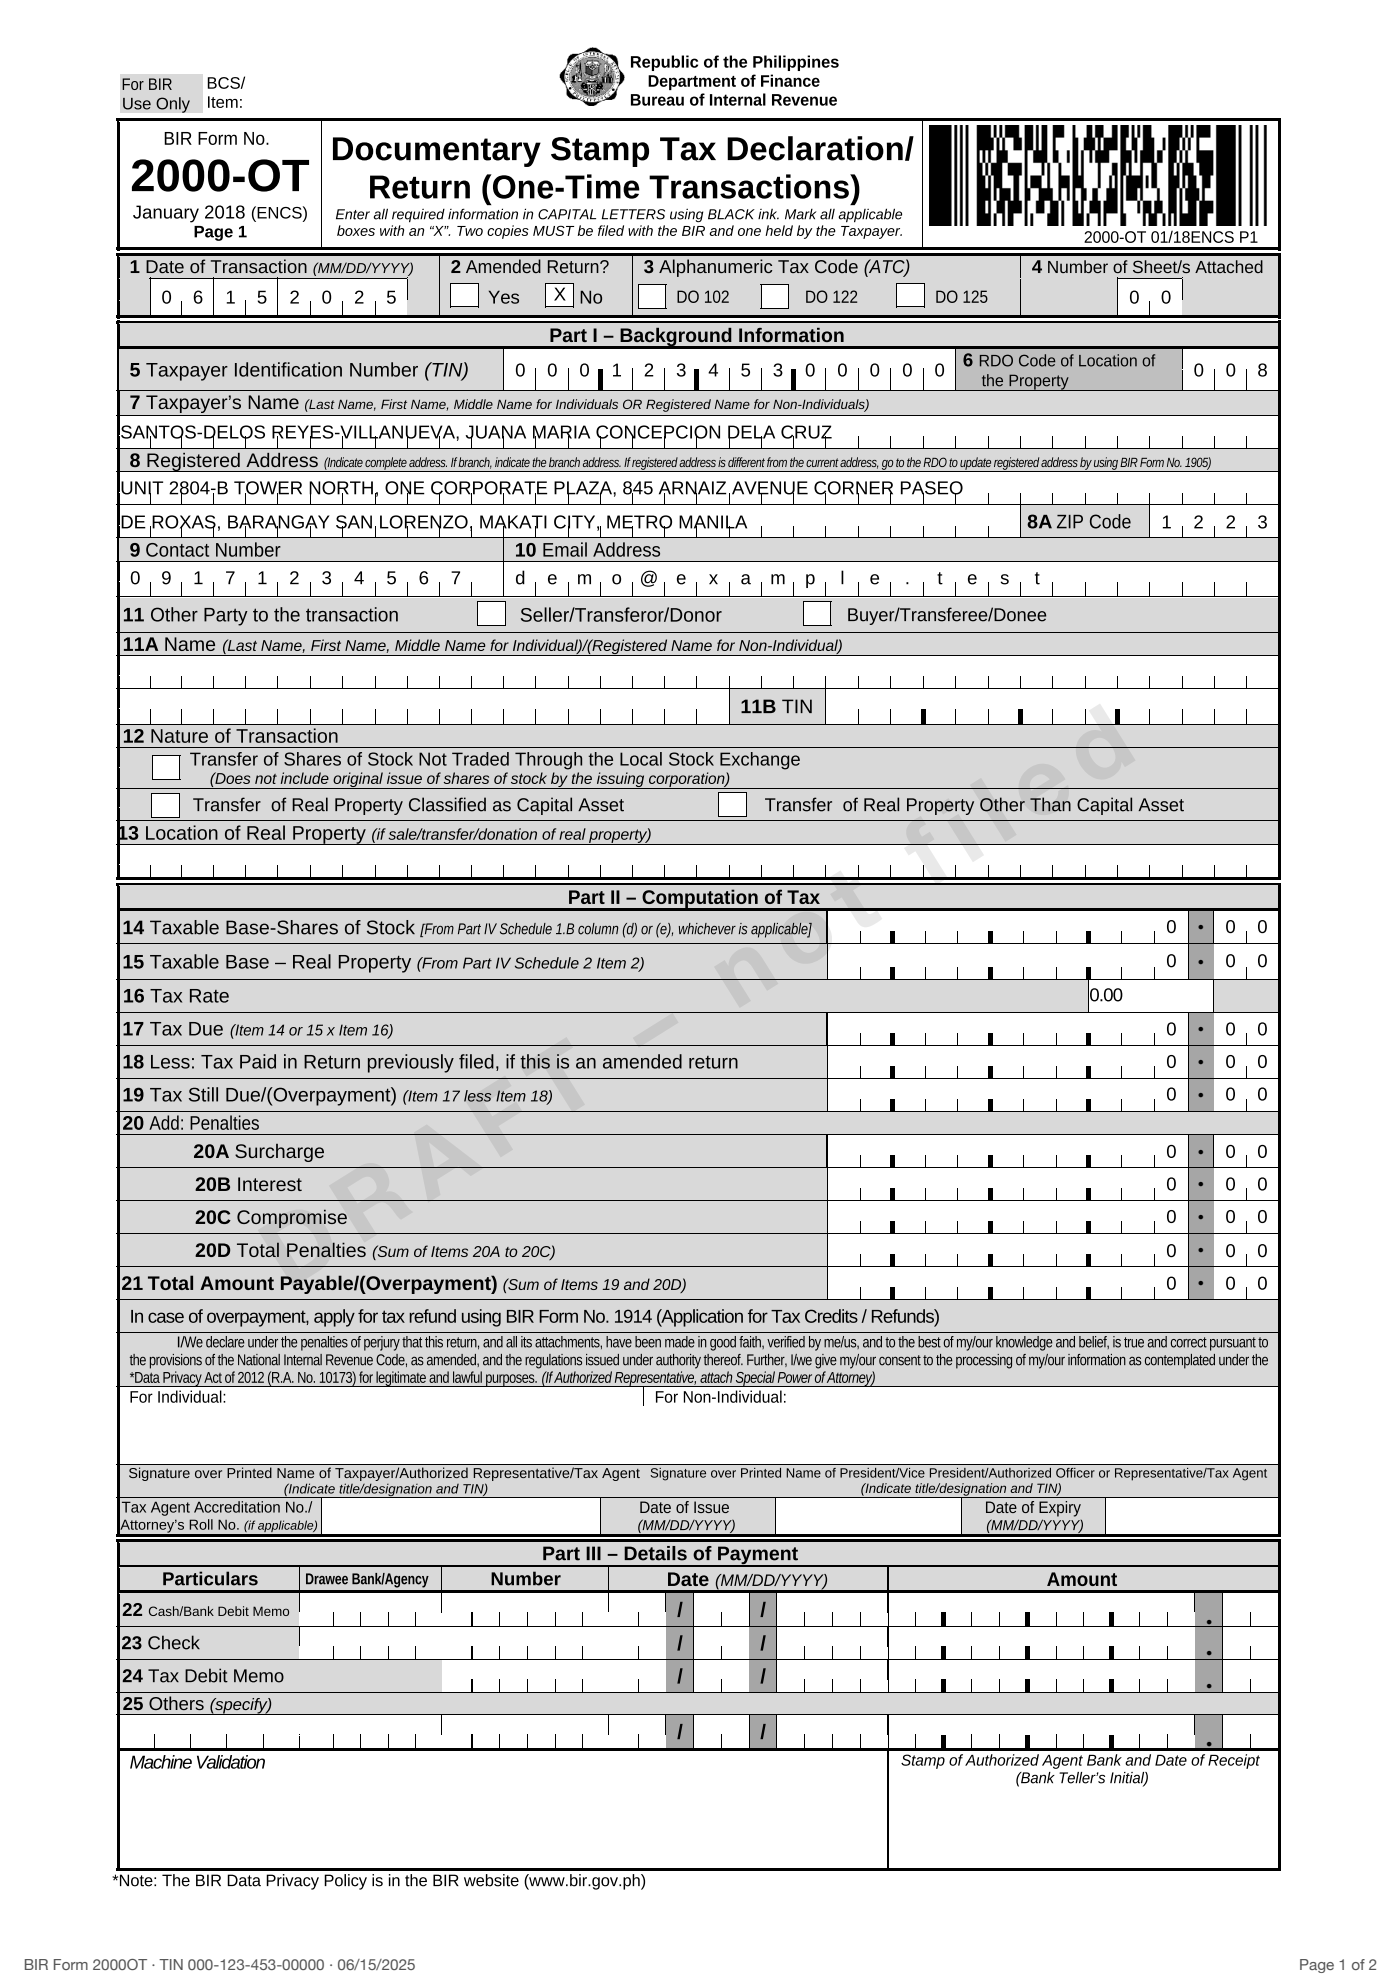 For BIR
Use Only
BCS/
Item:
Republic of the Philippines
Department of Finance
Bureau of Internal Revenue
BIR Form No.
2000-OT
January 2018 (ENCS)
Page 1
Documentary Stamp Tax Declaration/
Return (One-Time Transactions)
Enter all required information in CAPITAL LETTERS using BLACK ink. Mark all applicable
boxes with an “X”. Two copies MUST be filed with the BIR and one held by the Taxpayer.
2000-OT 01/18ENCS P1
1 Date of Transaction (MM/DD/YYYY)
0 6 1 5 2 0 2 5
2 Amended Return?
Yes X No
3 Alphanumeric Tax Code (ATC)
DO 102 DO 122 DO 125
4 Number of Sheet/s Attached
0 0
Part I – Background Information
5 Taxpayer Identification Number (TIN) 0 0 0 1 2 3 4 5 3 0 0 0 0 0
6 RDO Code of Location of
the Property
0 0 8
7 Taxpayer’s Name (Last Name, First Name, Middle Name for Individuals OR Registered Name for Non-Individuals)
SANTOS-DELOS REYES-VILLANUEVA, JUANA MARIA CONCEPCION DELA CRUZ
8 Registered Address (Indicate complete address. If branch, indicate the branch address. If registered address is different from the current address, go to the RDO to update registered address by using BIR Form No. 1905)
UNIT 2804-B TOWER NORTH, ONE CORPORATE PLAZA, 845 ARNAIZ AVENUE CORNER PASEO
DE ROXAS, BARANGAY SAN LORENZO, MAKATI CITY, METRO MANILA
8A ZIP Code 1 2 2 3
9 Contact Number
0 9 1 7 1 2 3 4 5 6 7
10 Email Address
d e m o @ e x a m p l e . t e s t
11 Other Party to the transaction Seller/Transferor/Donor Buyer/Transferee/Donee
11A Name (Last Name, First Name, Middle Name for Individual)/(Registered Name for Non-Individual)
11B TIN
12 Nature of Transaction
Transfer of Shares of Stock Not Traded Through the Local Stock Exchange
(Does not include original issue of shares of stock by the issuing corporation)
Transfer of Real Property Classified as Capital Asset Transfer of Real Property Other Than Capital Asset
13 Location of Real Property (if sale/transfer/donation of real property)
Part II – Computation of Tax
14 Taxable Base-Shares of Stock [From Part IV Schedule 1.B column (d) or (e), whichever is applicable] 0 • 0 0
15 Taxable Base – Real Property (From Part IV Schedule 2 Item 2) 0 • 0 0
16 Tax Rate 0.00
17 Tax Due (Item 14 or 15 x Item 16) 0 • 0 0
18 Less: Tax Paid in Return previously filed, if this is an amended return 0 • 0 0
19 Tax Still Due/(Overpayment) (Item 17 less Item 18) 0 • 0 0
20 Add: Penalties
20A Surcharge 0 • 0 0
20B Interest 0 • 0 0
20C Compromise 0 • 0 0
20D Total Penalties (Sum of Items 20A to 20C) 0 • 0 0
21 Total Amount Payable/(Overpayment) (Sum of Items 19 and 20D) 0 • 0 0
In case of overpayment, apply for tax refund using BIR Form No. 1914 (Application for Tax Credits / Refunds)
I/We declare under the penalties of perjury that this return, and all its attachments, have been made in good faith, verified by me/us, and to the best of my/our knowledge and belief, is true and correct pursuant to
the provisions of the National Internal Revenue Code, as amended, and the regulations issued under authority thereof. Further, I/we give my/our consent to the processing of my/our information as contemplated under the
*Data Privacy Act of 2012 (R.A. No. 10173) for legitimate and lawful purposes. (If Authorized Representative, attach Special Power of Attorney)
For Individual:
For Non-Individual:
Signature over Printed Name of Taxpayer/Authorized Representative/Tax Agent
(Indicate title/designation and TIN)
Signature over Printed Name of President/Vice President/Authorized Officer or Representative/Tax Agent
(Indicate title/designation and TIN)
Tax Agent Accreditation No./
Attorney’s Roll No. (if applicable)
Date of Issue
(MM/DD/YYYY)
Date of Expiry
(MM/DD/YYYY)
Part III – Details of Payment
Particulars Drawee Bank/Agency Number Date (MM/DD/YYYY) Amount
22 Cash/Bank Debit Memo / / .
23 Check / / .
24 Tax Debit Memo / / .
25 Others (specify)
/ / .
Machine Validation
Stamp of Authorized Agent Bank and Date of Receipt
(Bank Teller’s Initial)
*Note: The BIR Data Privacy Policy is in the BIR website (www.bir.gov.ph)
DRAFT – not filed
BIR Form 2000OT · TIN 000-123-453-00000 · 06/15/2025
Page 1 of 2